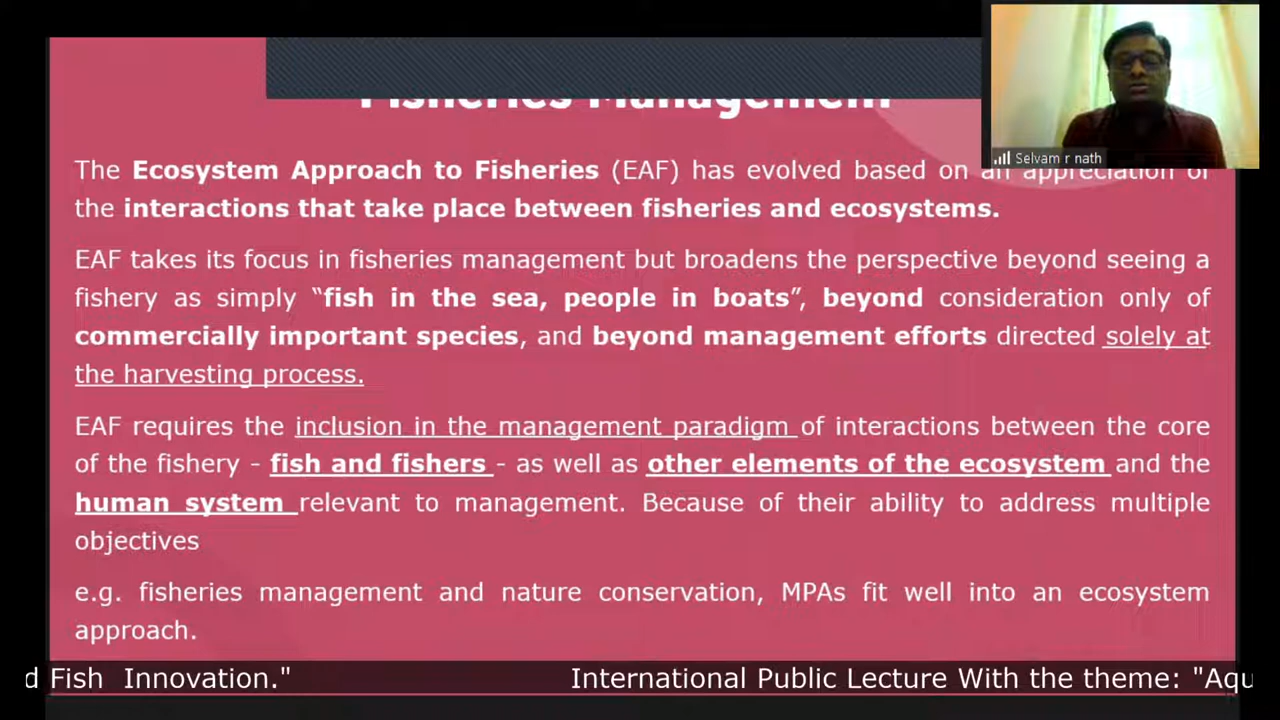 Fisheries Management
Selvam r nath
The Ecosystem Approach to Fisheries (EAF) has evolved based on an appreciation of
the interactions that take place between fisheries and ecosystems.
EAF takes its focus in fisheries management but broadens the perspective beyond seeing a
fishery as simply “fish in the sea, people in boats”, beyond consideration only of
commercially important species, and beyond management efforts directed solely at
the harvesting process.
EAF requires the inclusion in the management paradigm of interactions between the core
of the fishery - fish and fishers - as well as other elements of the ecosystem and the
human system relevant to management. Because of their ability to address multiple
objectives
e.g. fisheries management and nature conservation, MPAs fit well into an ecosystem
approach.
d Fish Innovation." International Public Lecture With the theme: "Aqu